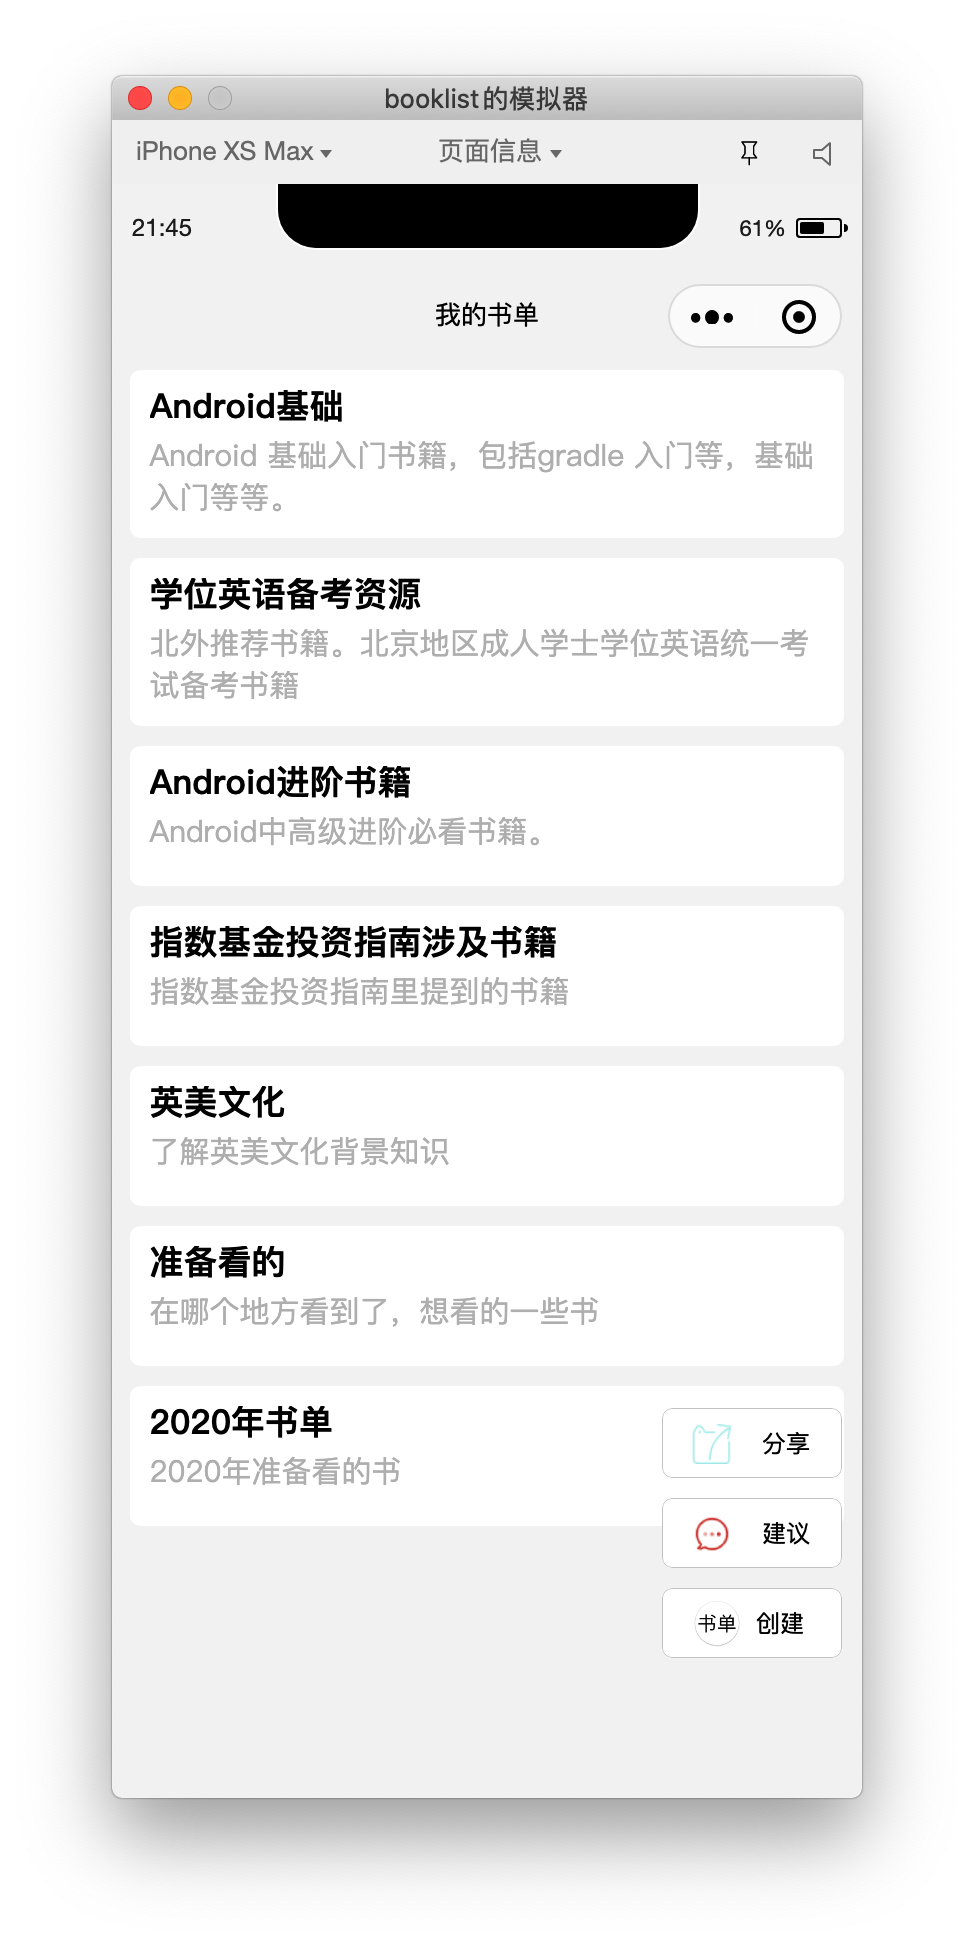 booklist的模拟器
iPhone XS Max
页面信息
21:45
61%
我的书单
Android基础
Android 基础入门书籍，包括gradle 入门等，基础
入门等等。
学位英语备考资源
北外推荐书籍。北京地区成人学士学位英语统一考
试备考书籍
Android进阶书籍
Android中高级进阶必看书籍。
指数基金投资指南涉及书籍
指数基金投资指南里提到的书籍
英美文化
了解英美文化背景知识
准备看的
在哪个地方看到了，想看的一些书
2020年书单
2020年准备看的书
分享
建议
书单 创建